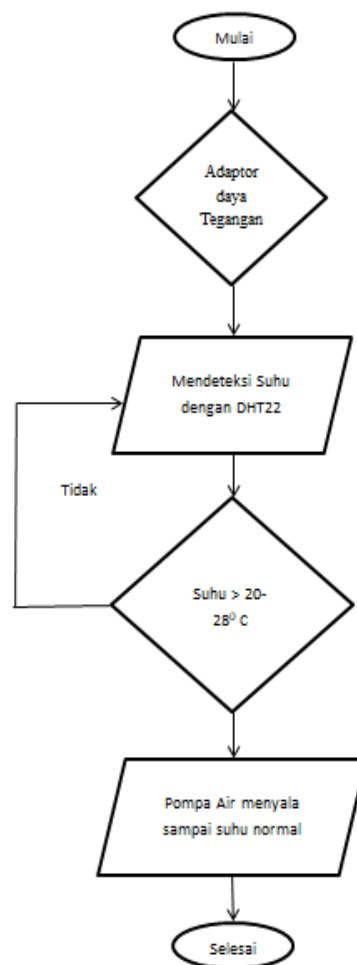 Mulai
Adaptor
daya
Tegangan
Mendeteksi Suhu
dengan DHT22
Tidak
Suhu > 20-
28⁰ C
Pompa Air menyala
sampai suhu normal
Selesai